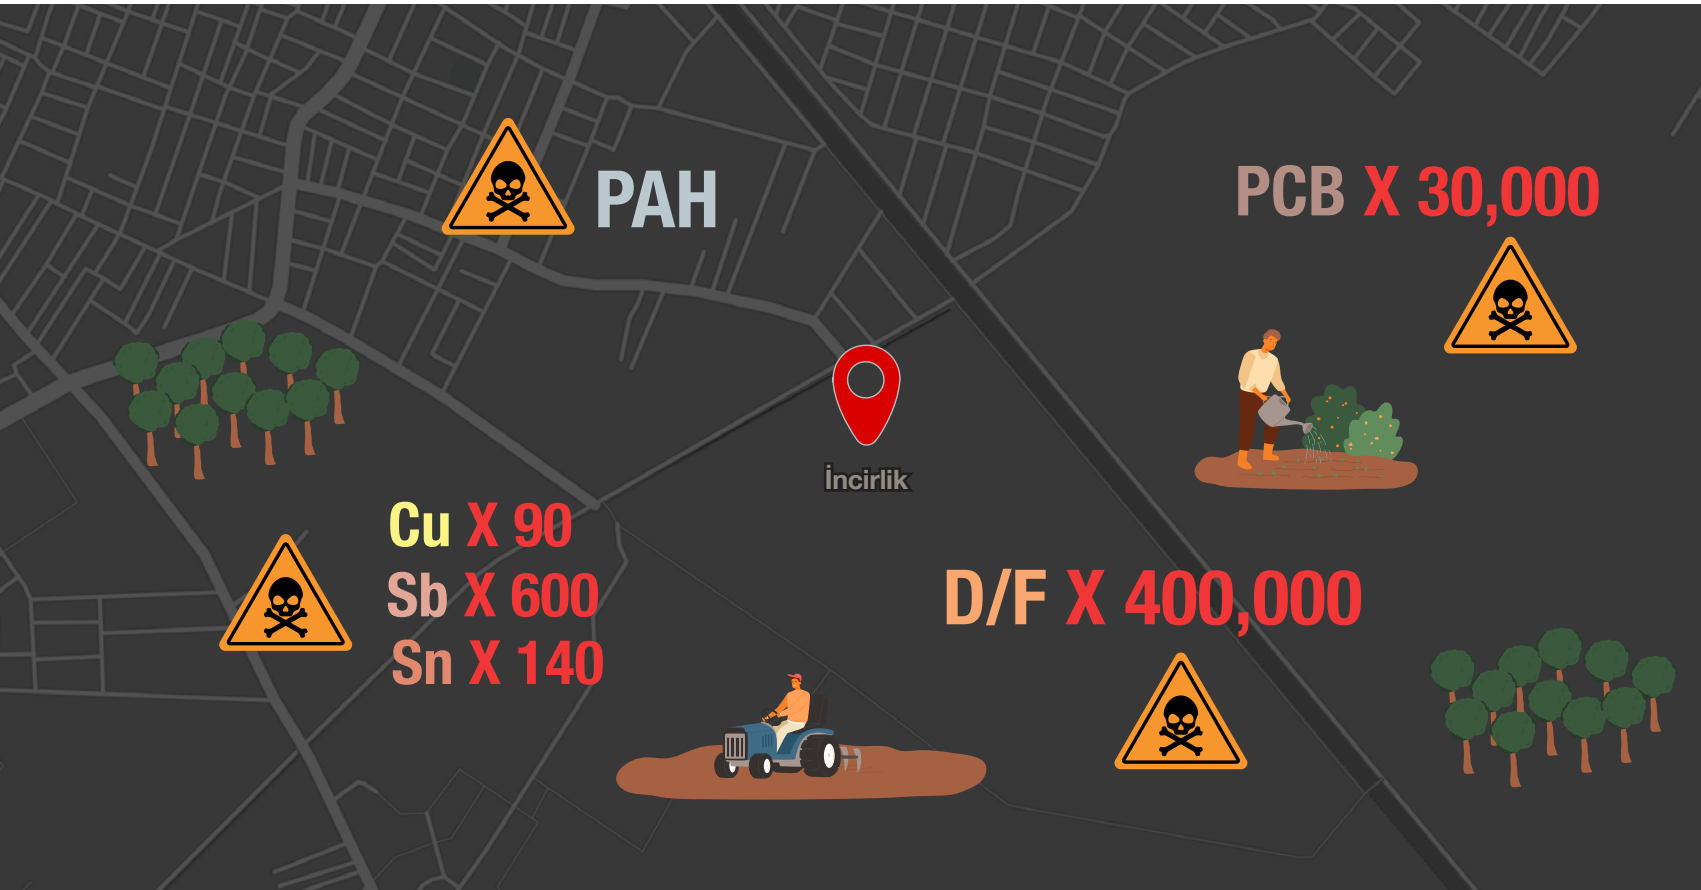 PAH
PCB X 30,000
İncirlik
Cu X 90
Sb X 600
Sn X 140
D/F X 400,000